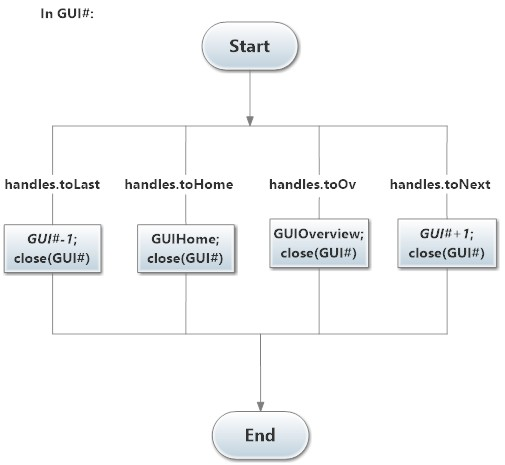 In GUI#:
Start
handles.toLast
handles.toHome
handles.toOv
handles.toNext
GUI#-1;
close(GUI#)
GUIHome;
close(GUI#)
GUIOverview;
close(GUI#)
GUI#+1;
close(GUI#)
End